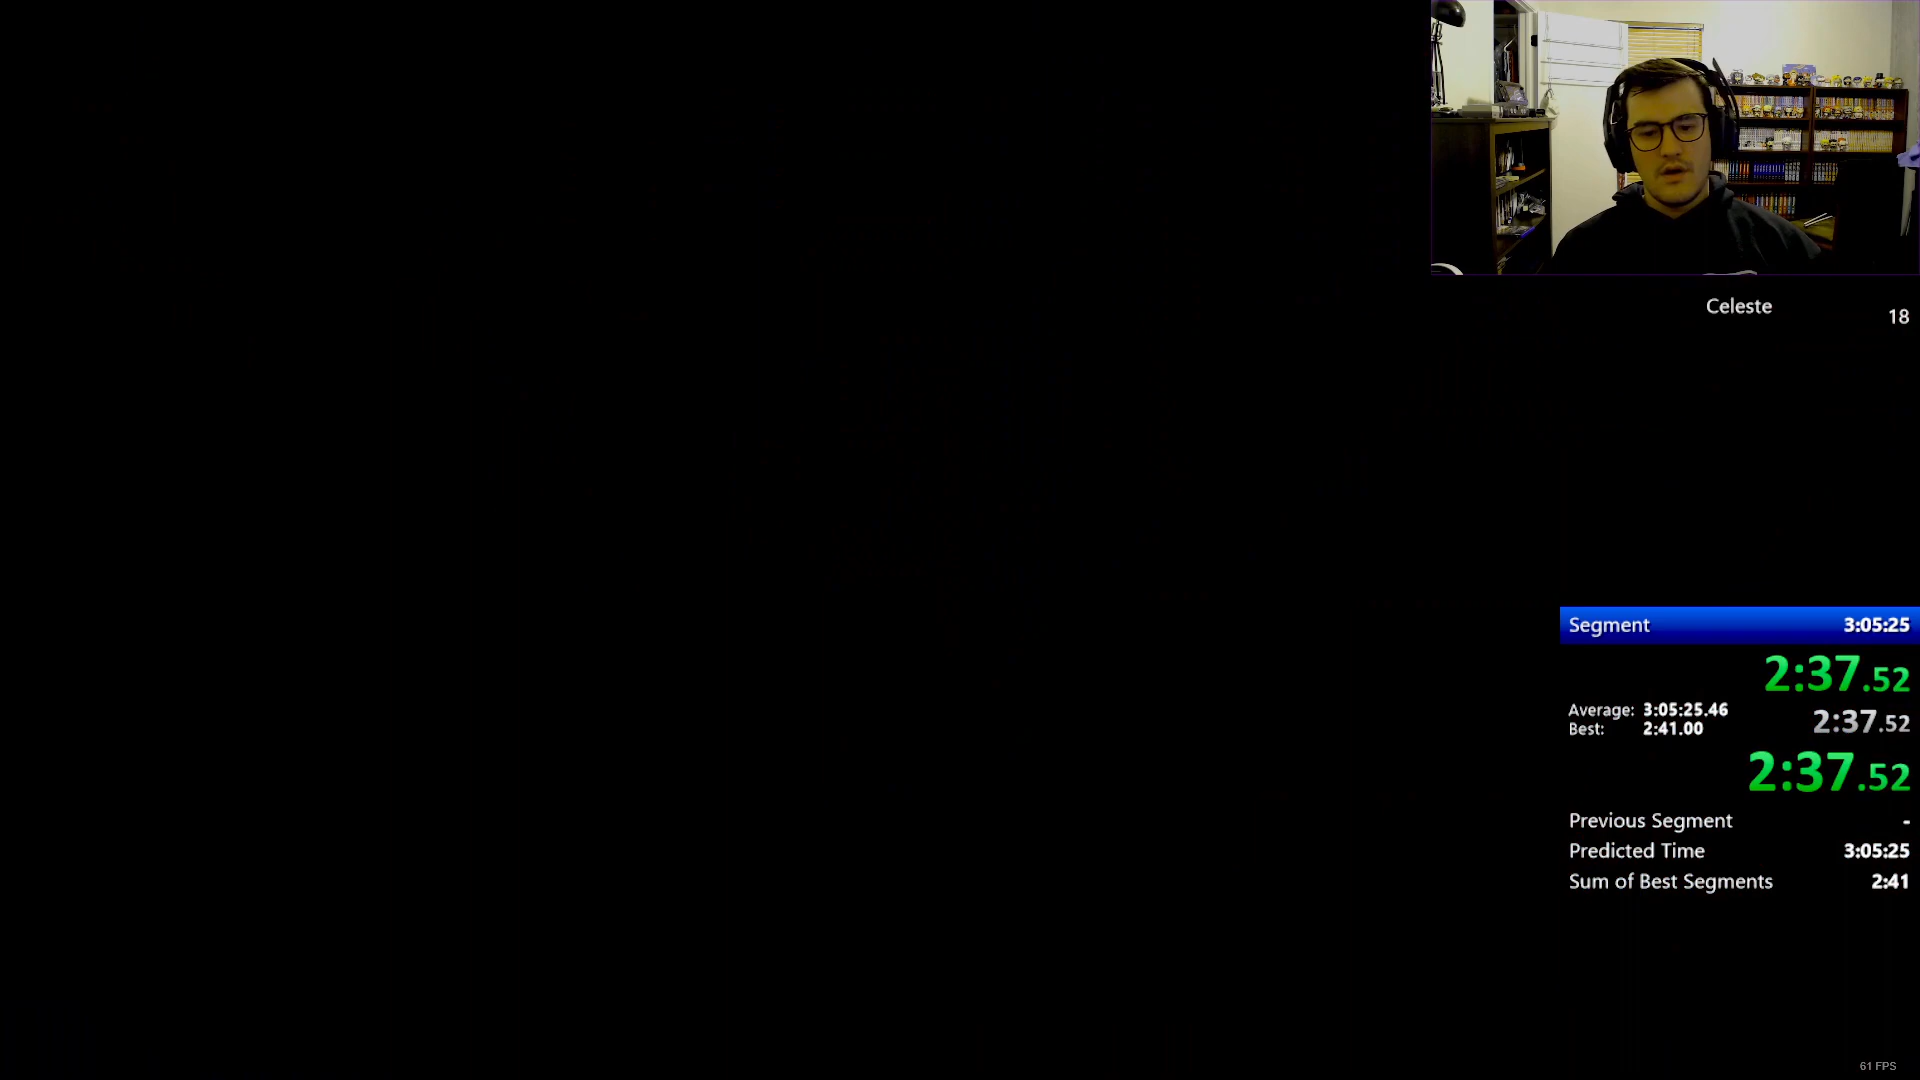 Celeste
18
Segment 3:05:25
2:37.52
Average: 3:05:25.46
Best: 2:41.00
2:37.52
2:37.52
Previous Segment -
Predicted Time 3:05:25
Sum of Best Segments 2:41
61 FPS